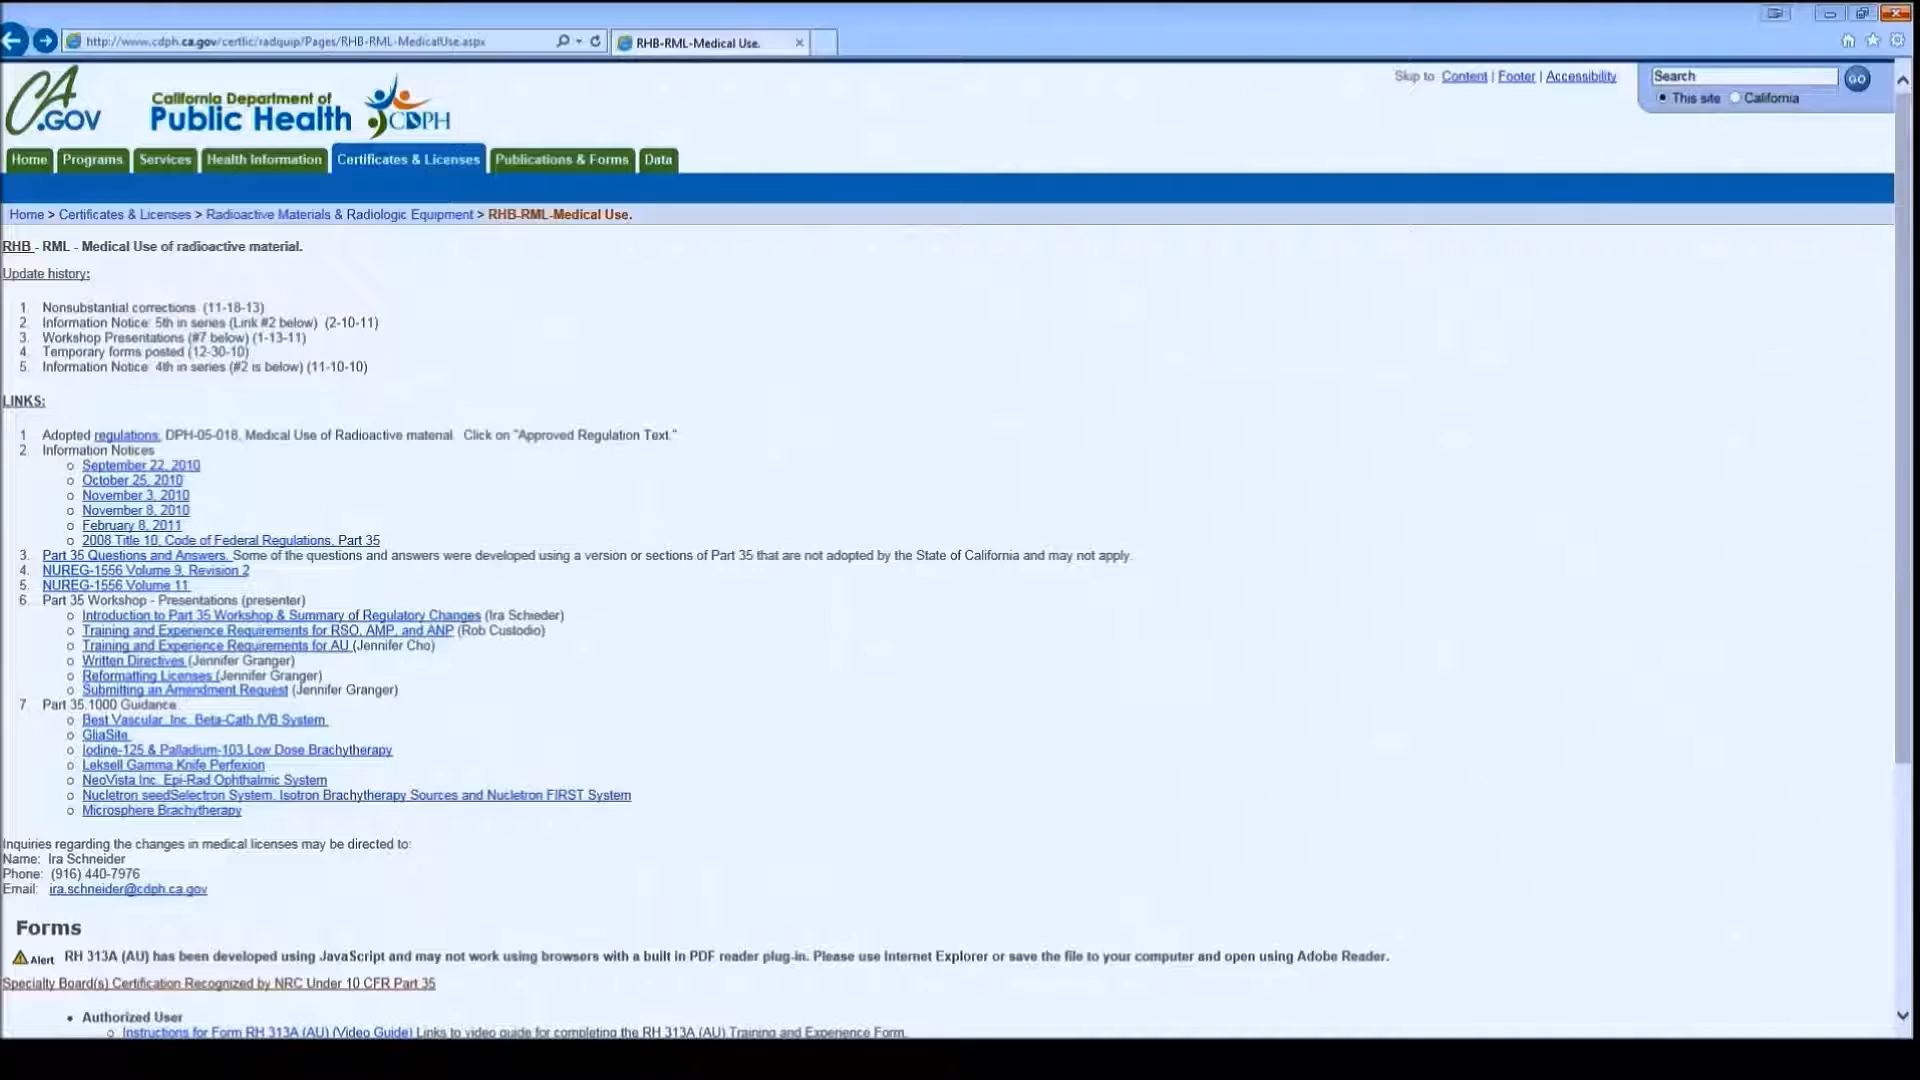 http://www.cdph.ca.gov/certlic/radquip/Pages/RHB-RML-MedicalUse.aspx
RHB-RML-Medical Use.
CA.GOV
California Department of
Public Health
CDPH
Skip to: Content | Footer | Accessibility
Search
GO
This site California
Home Programs Services Health Information Certificates & Licenses Publications & Forms Data
Home > Certificates & Licenses > Radioactive Materials & Radiologic Equipment > RHB-RML-Medical Use.
RHB - RML - Medical Use of radioactive material.
Update history:
1. Nonsubstantial corrections (11-18-13)
2. Information Notice: 5th in series (Link #2 below) (2-10-11)
3. Workshop Presentations (#7 below) (1-13-11)
4. Temporary forms posted (12-30-10)
5. Information Notice: 4th in series (#2 is below) (11-10-10)
LINKS:
1 Adopted regulations: DPH-05-018, Medical Use of Radioactive material. Click on "Approved Regulation Text."
2 Information Notices
o September 22, 2010
o October 25, 2010
o November 3, 2010
o November 8, 2010
o February 8, 2011
o 2008 Title 10, Code of Federal Regulations, Part 35
3. Part 35 Questions and Answers. Some of the questions and answers were developed using a version or sections of Part 35 that are not adopted by the State of California and may not apply.
4. NUREG-1556 Volume 9, Revision 2
5. NUREG-1556 Volume 11
6. Part 35 Workshop - Presentations (presenter)
o Introduction to Part 35 Workshop & Summary of Regulatory Changes (Ira Schieder)
o Training and Experience Requirements for RSO, AMP, and ANP (Rob Custodio)
o Training and Experience Requirements for AU (Jennifer Cho)
o Written Directives (Jennifer Granger)
o Reformatting Licenses (Jennifer Granger)
o Submitting an Amendment Request (Jennifer Granger)
7 Part 35.1000 Guidance
o Best Vascular, Inc. Beta-Cath IVB System
o GliaSite
o Iodine-125 & Palladium-103 Low Dose Brachytherapy
o Leksell Gamma Knife Perfexion
o NeoVista Inc. Epi-Rad Ophthalmic System
o Nucletron seedSelectron System, Isotron Brachytherapy Sources and Nucletron FIRST System
o Microsphere Brachytherapy
Inquiries regarding the changes in medical licenses may be directed to:
Name: Ira Schneider
Phone: (916) 440-7976
Email: ira.schneider@cdph.ca.gov
Forms
Alert RH 313A (AU) has been developed using JavaScript and may not work using browsers with a built in PDF reader plug-in. Please use Internet Explorer or save the file to your computer and open using Adobe Reader.
Specialty Board(s) Certification Recognized by NRC Under 10 CFR Part 35
• Authorized User
o Instructions for Form RH 313A (AU) (Video Guide) Links to video guide for completing the RH 313A (AU) Training and Experience Form.